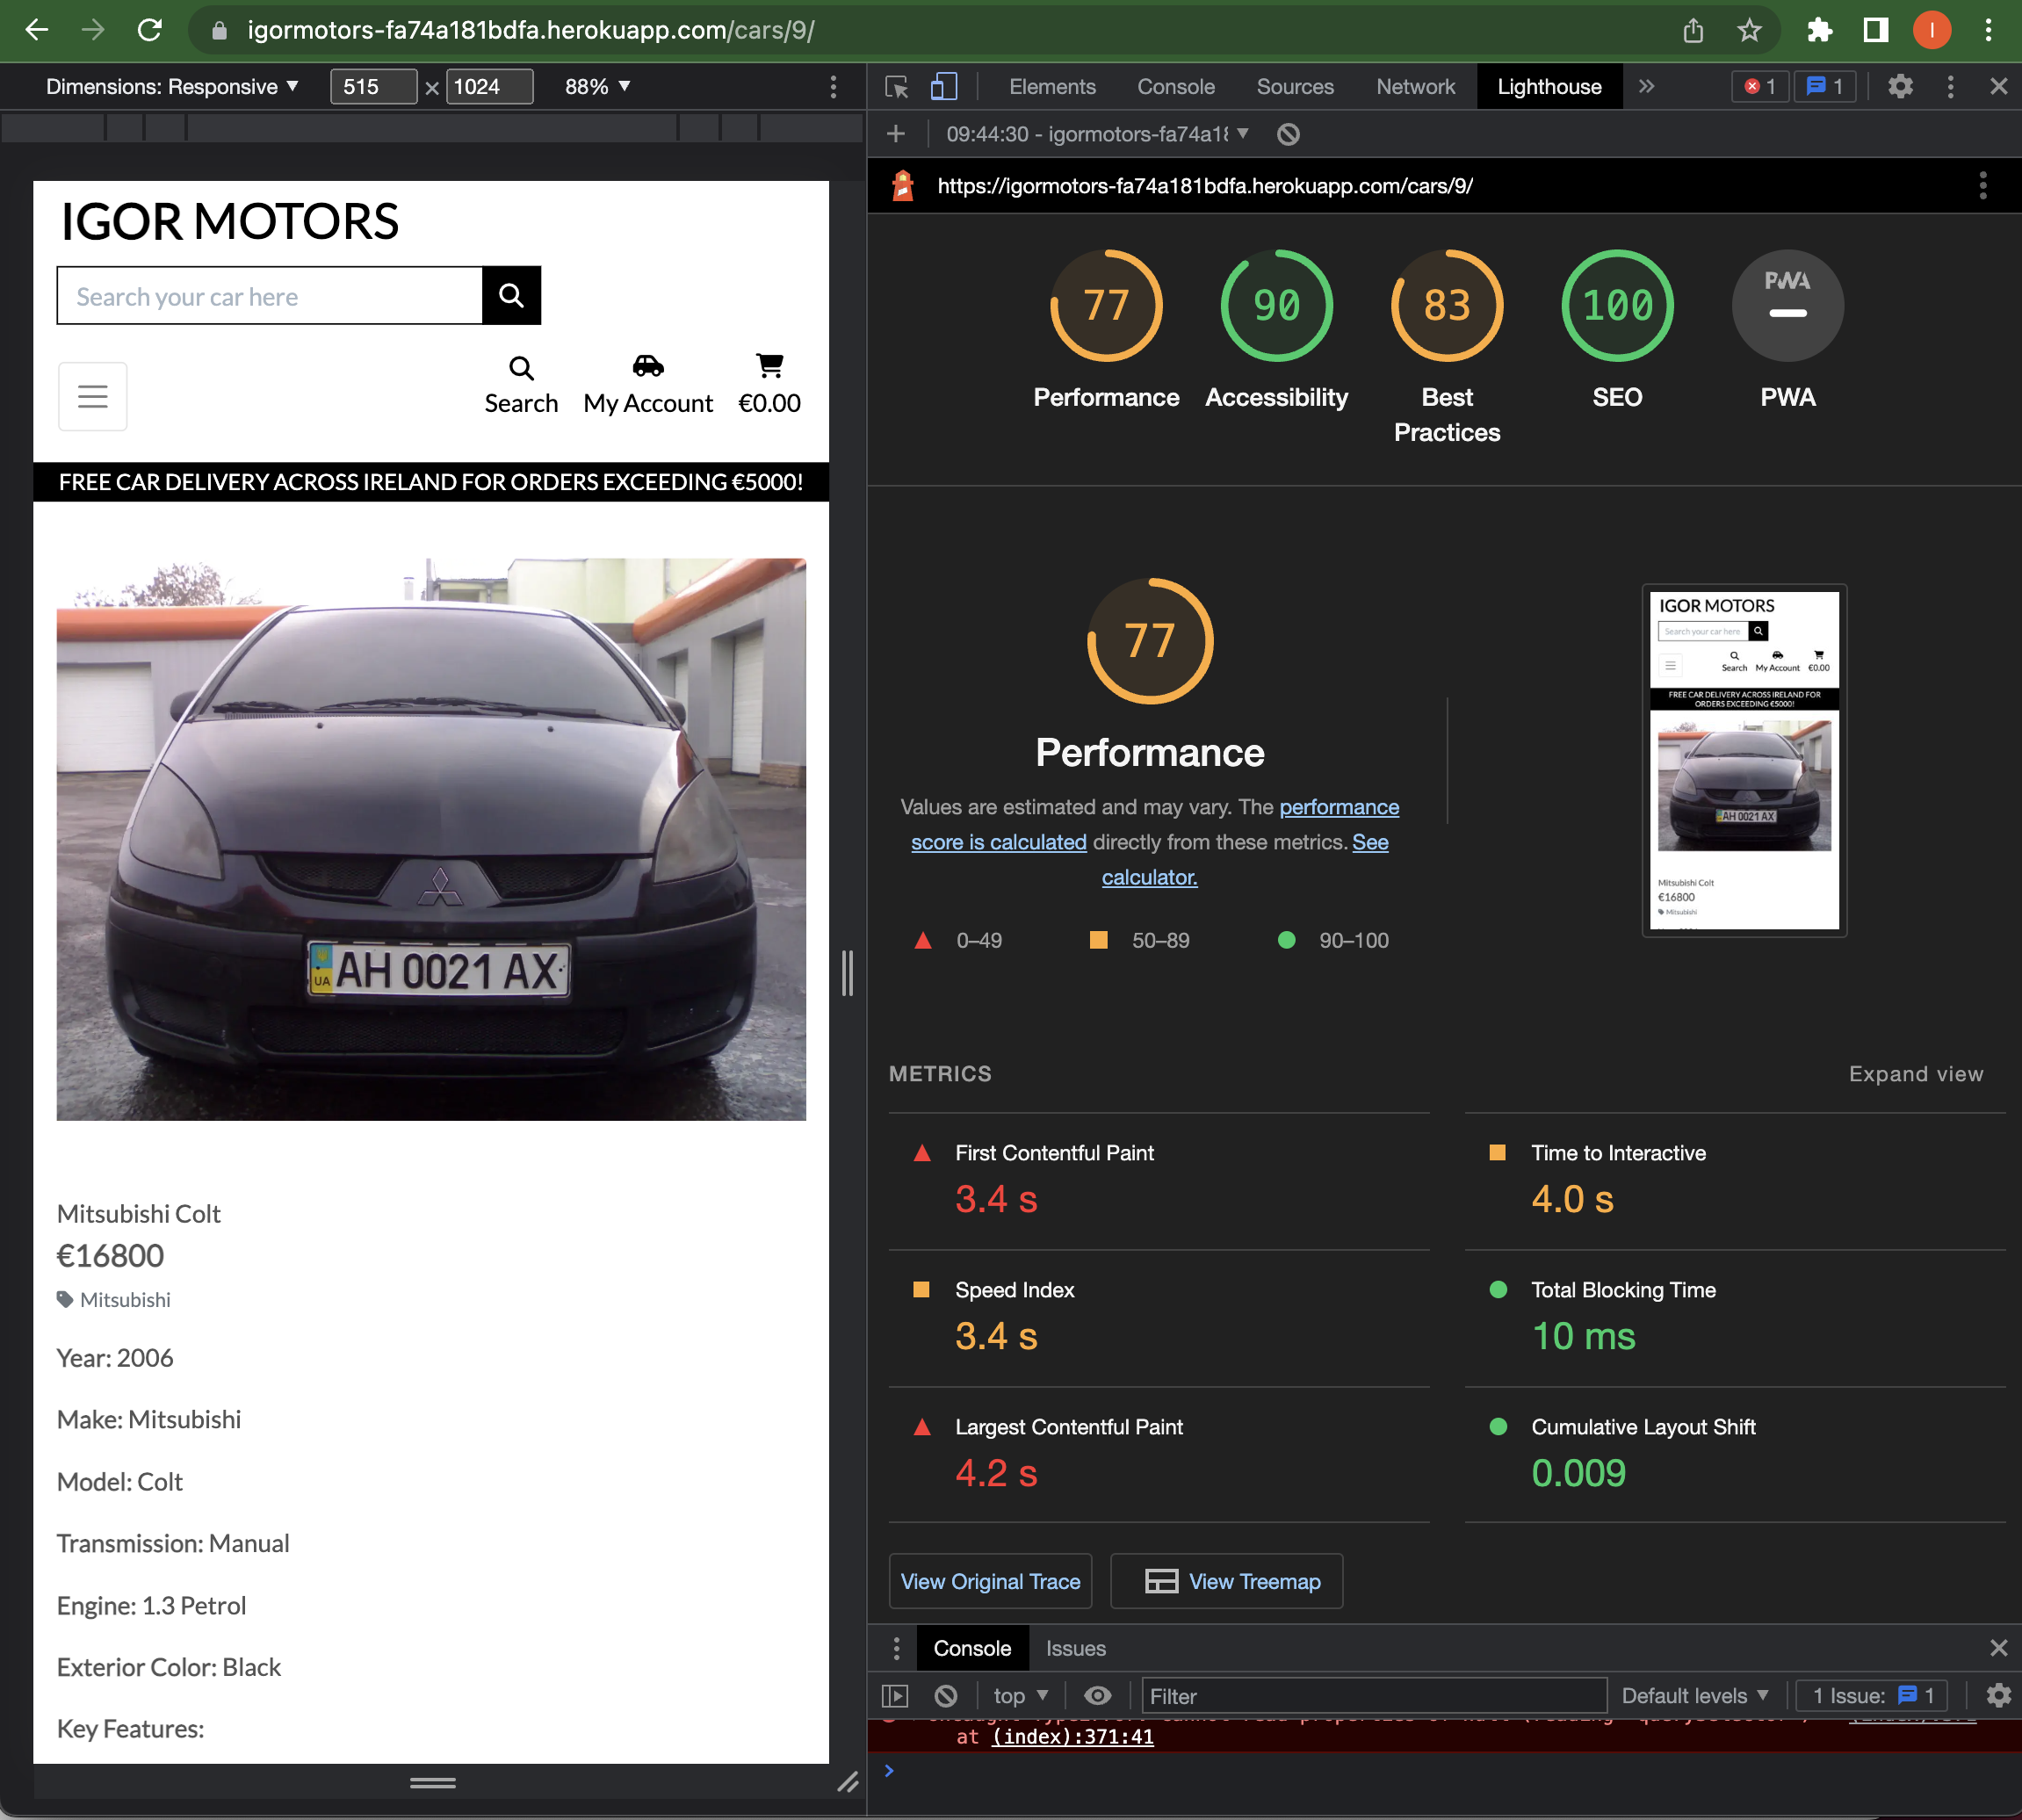 igormotors-fa74a181bdfa.herokuapp.com/cars/9/
I
Dimensions: Responsive
515 × 1024
88%
Elements
Console
Sources
Network
Lighthouse
1
1
09:44:30 - igormotors-fa74a18
https://igormotors-fa74a181bdfa.herokuapp.com/cars/9/
IGOR MOTORS
Search your car here
Search
My Account
€0.00
FREE CAR DELIVERY ACROSS IRELAND FOR ORDERS EXCEEDING €5000!
UA AH 0021 AX
Mitsubishi Colt
€16800
Mitsubishi
Year: 2006
Make: Mitsubishi
Model: Colt
Transmission: Manual
Engine: 1.3 Petrol
Exterior Color: Black
Key Features:
77
Performance
90
Accessibility
83
Best
Practices
100
SEO
PWA
PWA
77
Performance
Values are estimated and may vary. The performance
score is calculated directly from these metrics. See
calculator.
0–49
50–89
90–100
IGOR MOTORS
Search your car here
Search
My Account
€0.00
FREE CAR DELIVERY ACROSS IRELAND FOR
ORDERS EXCEEDING €5000!
AH 0021 AX
Mitsubishi Colt
€16800
Mitsubishi
METRICS
Expand view
First Contentful Paint
3.4 s
Time to Interactive
4.0 s
Speed Index
3.4 s
Total Blocking Time
10 ms
Largest Contentful Paint
4.2 s
Cumulative Layout Shift
0.009
View Original Trace
View Treemap
Console
Issues
top
Filter
Default levels
1 Issue: 1
at (index):371:41